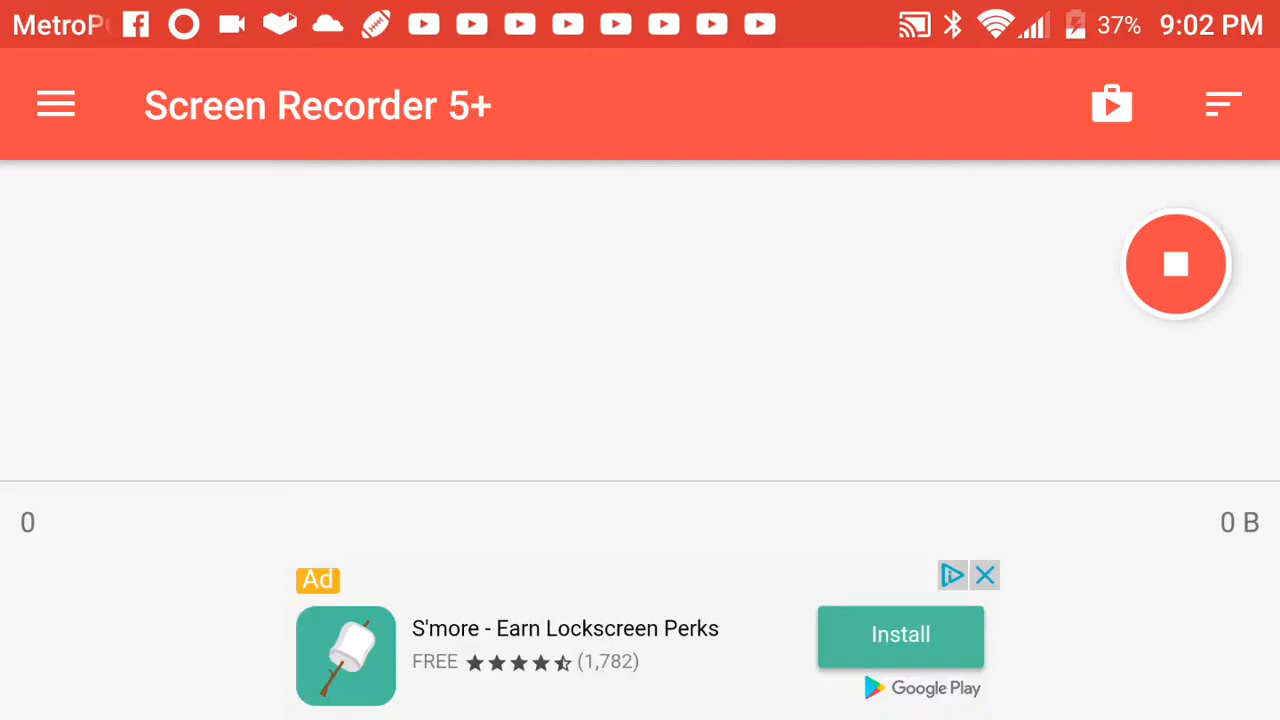 MetroP 37% 9:02 PM
Screen Recorder 5+
0 0 B
Ad
S'more - Earn Lockscreen Perks
FREE (1,782)
Install
Google Play